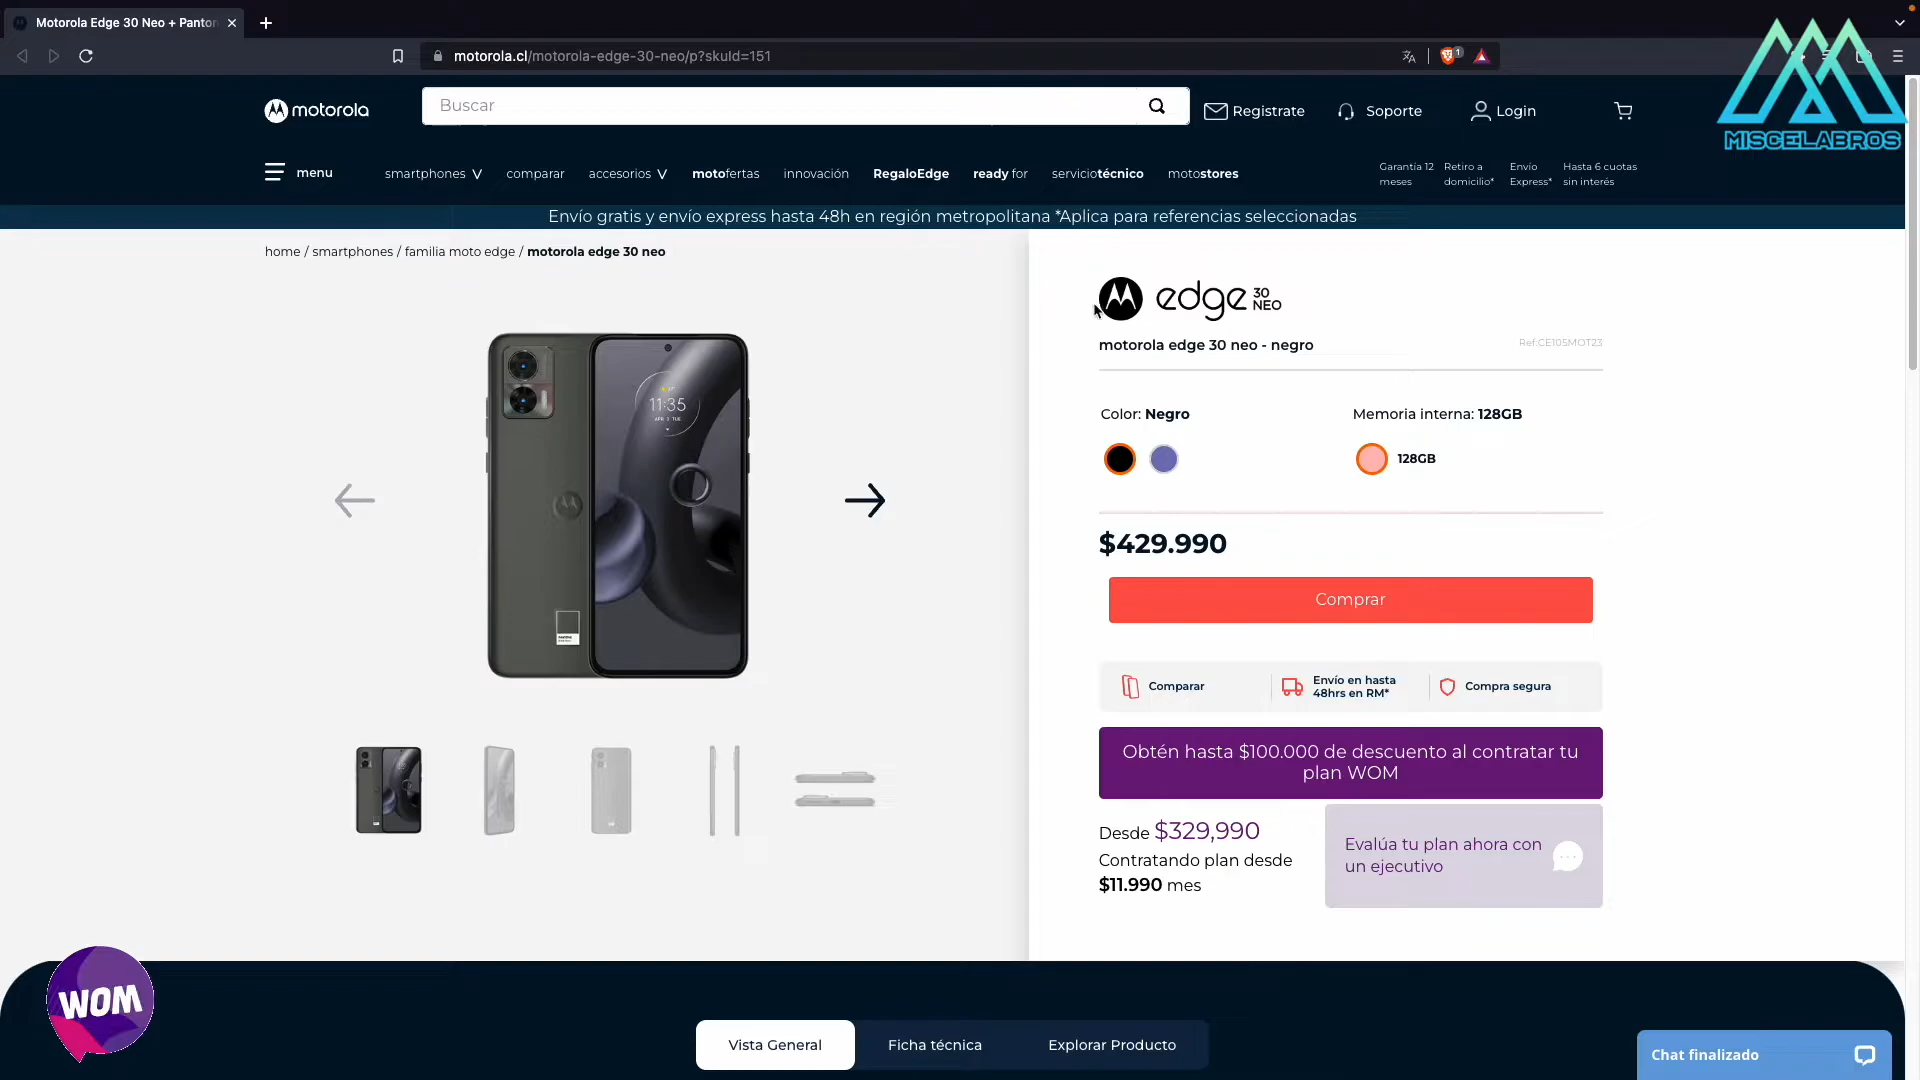 Motorola Edge 30 Neo + Panton
motorola.cl/motorola-edge-30-neo/p?skuId=151
1
MISCELABROS
motorola
Buscar
Registrate
Soporte
Login
menu
smartphones
comparar
accesorios
motofertas
innovación
RegaloEdge
ready for
serviciotécnico
motostores
Garantía 12
meses
Retiro a
domicilio*
Envío
Express*
Hasta 6 cuotas
sin interés
Envío gratis y envío express hasta 48h en región metropolitana *Aplica para referencias seleccionadas
home / smartphones / familia moto edge / motorola edge 30 neo
edge 30 NEO
motorola edge 30 neo - negro
Ref:CE105MOT23
Color: Negro
Memoria interna: 128GB
128GB
11:35
$429.990
Comprar
Comparar
Envío en hasta
48hrs en RM*
Compra segura
Obtén hasta $100.000 de descuento al contratar tu
plan WOM
Desde $329,990
Contratando plan desde
$11.990 mes
Evalúa tu plan ahora con
un ejecutivo
WOM
Vista General
Ficha técnica
Explorar Producto
Chat finalizado